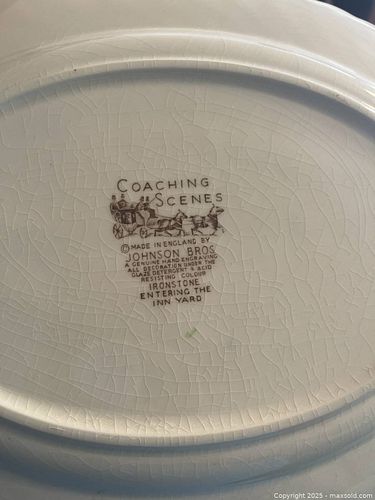 COACHING
SCENES
© MADE IN ENGLAND BY
JOHNSON BROS
A GENUINE HAND ENGRAVING
ALL DECORATION UNDER THE
GLAZE DETERGENT & ACID
RESISTING COLOUR
IRONSTONE
ENTERING THE
INN YARD
Copyright 2025 - maxsold.com